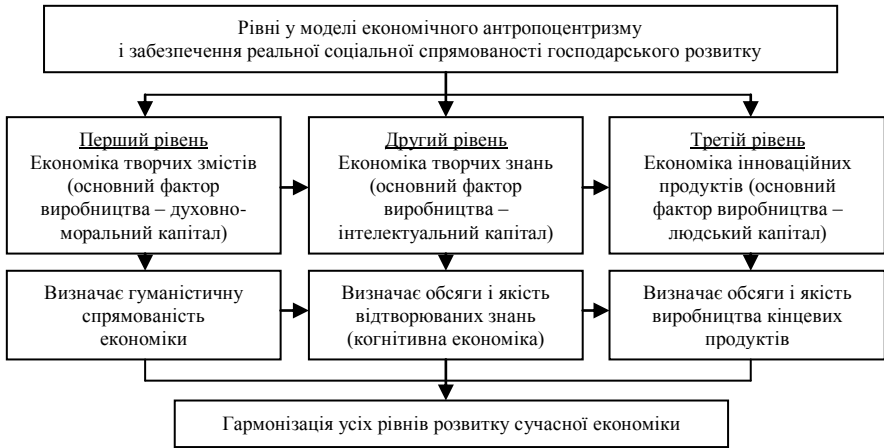 Рівні у моделі економічного антропоцентризму
і забезпечення реальної соціальної спрямованості господарського розвитку
Перший рівень
Економіка творчих змістів
(основний фактор
виробництва – духовно-
моральний капітал)
Другий рівень
Економіка творчих знань
(основний фактор
виробництва –
інтелектуальний капітал)
Третій рівень
Економіка інноваційних
продуктів (основний
фактор виробництва –
людський капітал)
Визначає гуманістичну
спрямованість
економіки
Визначає обсяги і якість
відтворюваних знань
(когнітивна економіка)
Визначає обсяги і якість
виробництва кінцевих
продуктів
Гармонізація усіх рівнів розвитку сучасної економіки